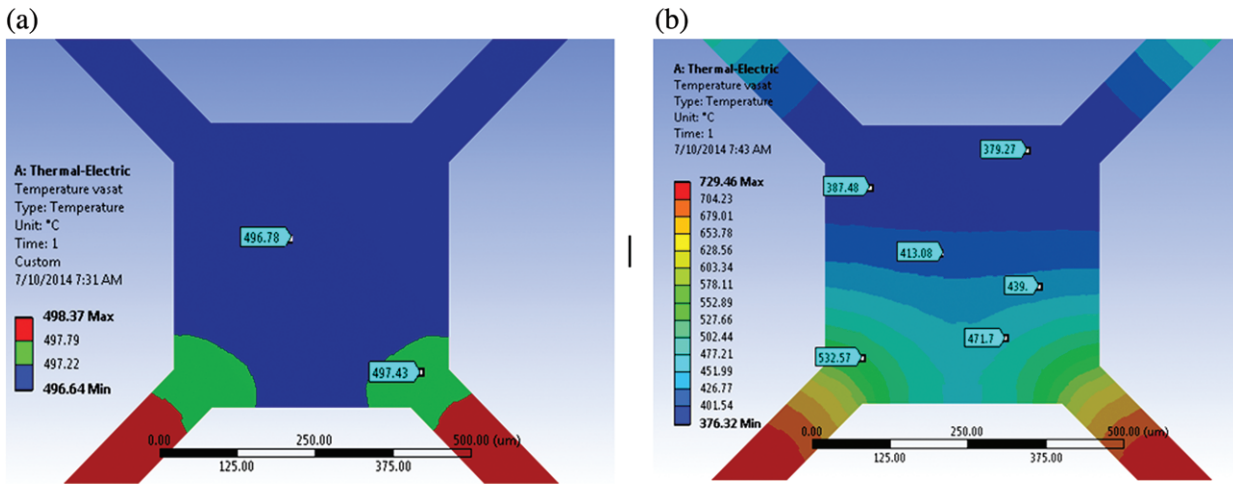 (a)
496.78
A: Thermal-Electric
Temperature vasat
Type: Temperature
Unit: °C
Time: 1
Custom
7/10/2014 7:31 AM
498.37 Max
497.79
497.22
496.64 Min
497.43
0.00
250.00
500.00 (um)
125.00
375.00
(b)
A: Thermal-Electric
Temperature vasat
Type: Temperature
Unit: °C
Time: 1
7/10/2014 7:43 AM
379.27
387.48
729.46 Max
704.23
679.01
653.78
628.56
603.34
578.11
552.89
527.66
502.44
477.21
451.99
426.77
401.54
376.32 Min
413.08
439.
471.7
532.57
0.00
250.00
500.00 (um)
125.00
375.00